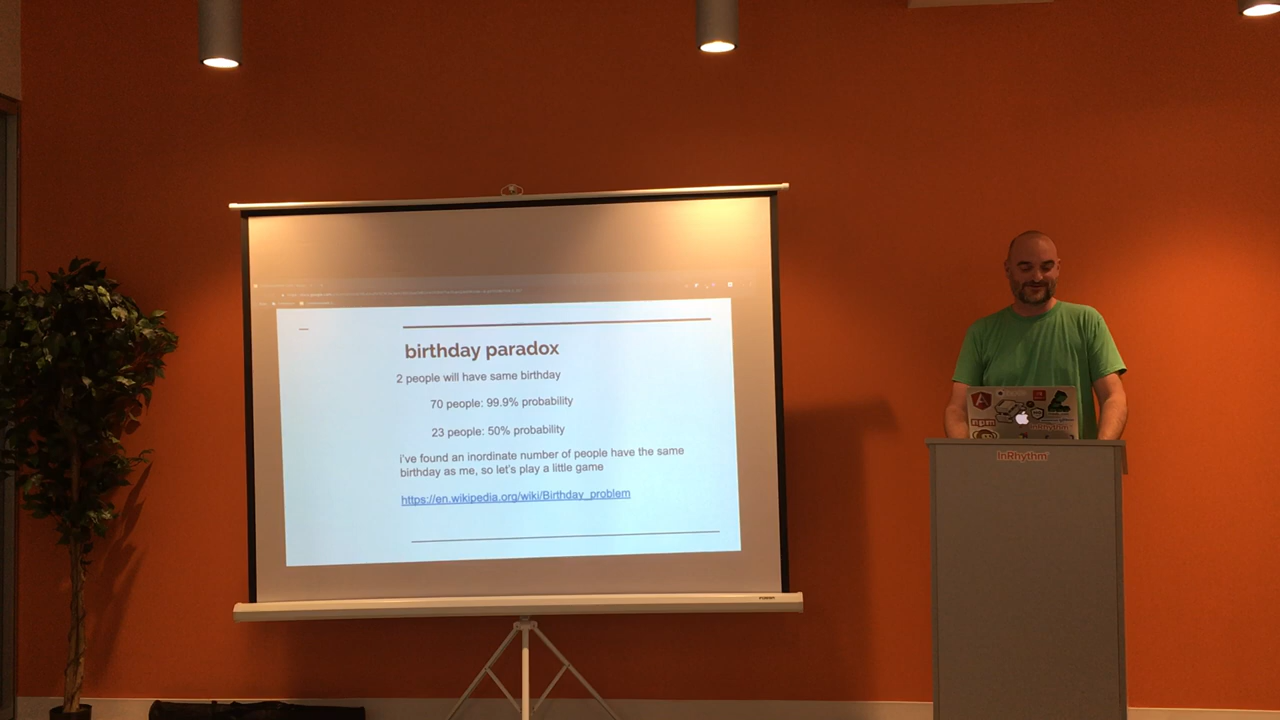 birthday paradox
2 people will have same birthday
70 people: 99.9% probability
23 people: 50% probability
i've found an inordinate number of people have the same
birthday as me, so let's play a little game
https://en.wikipedia.org/wiki/Birthday_problem
npm
InRhythm
InRhythm